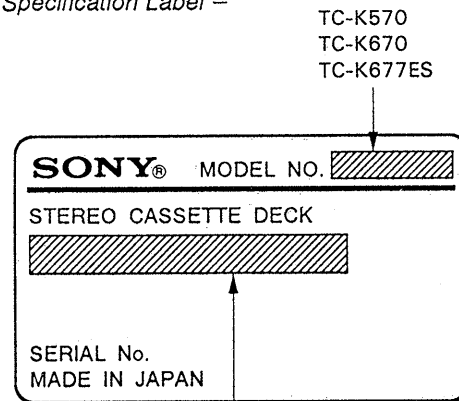 Specification Label –
TC-K570
TC-K670
TC-K677ES
SONY® MODEL NO.
STEREO CASSETTE DECK
SERIAL No.
MADE IN JAPAN